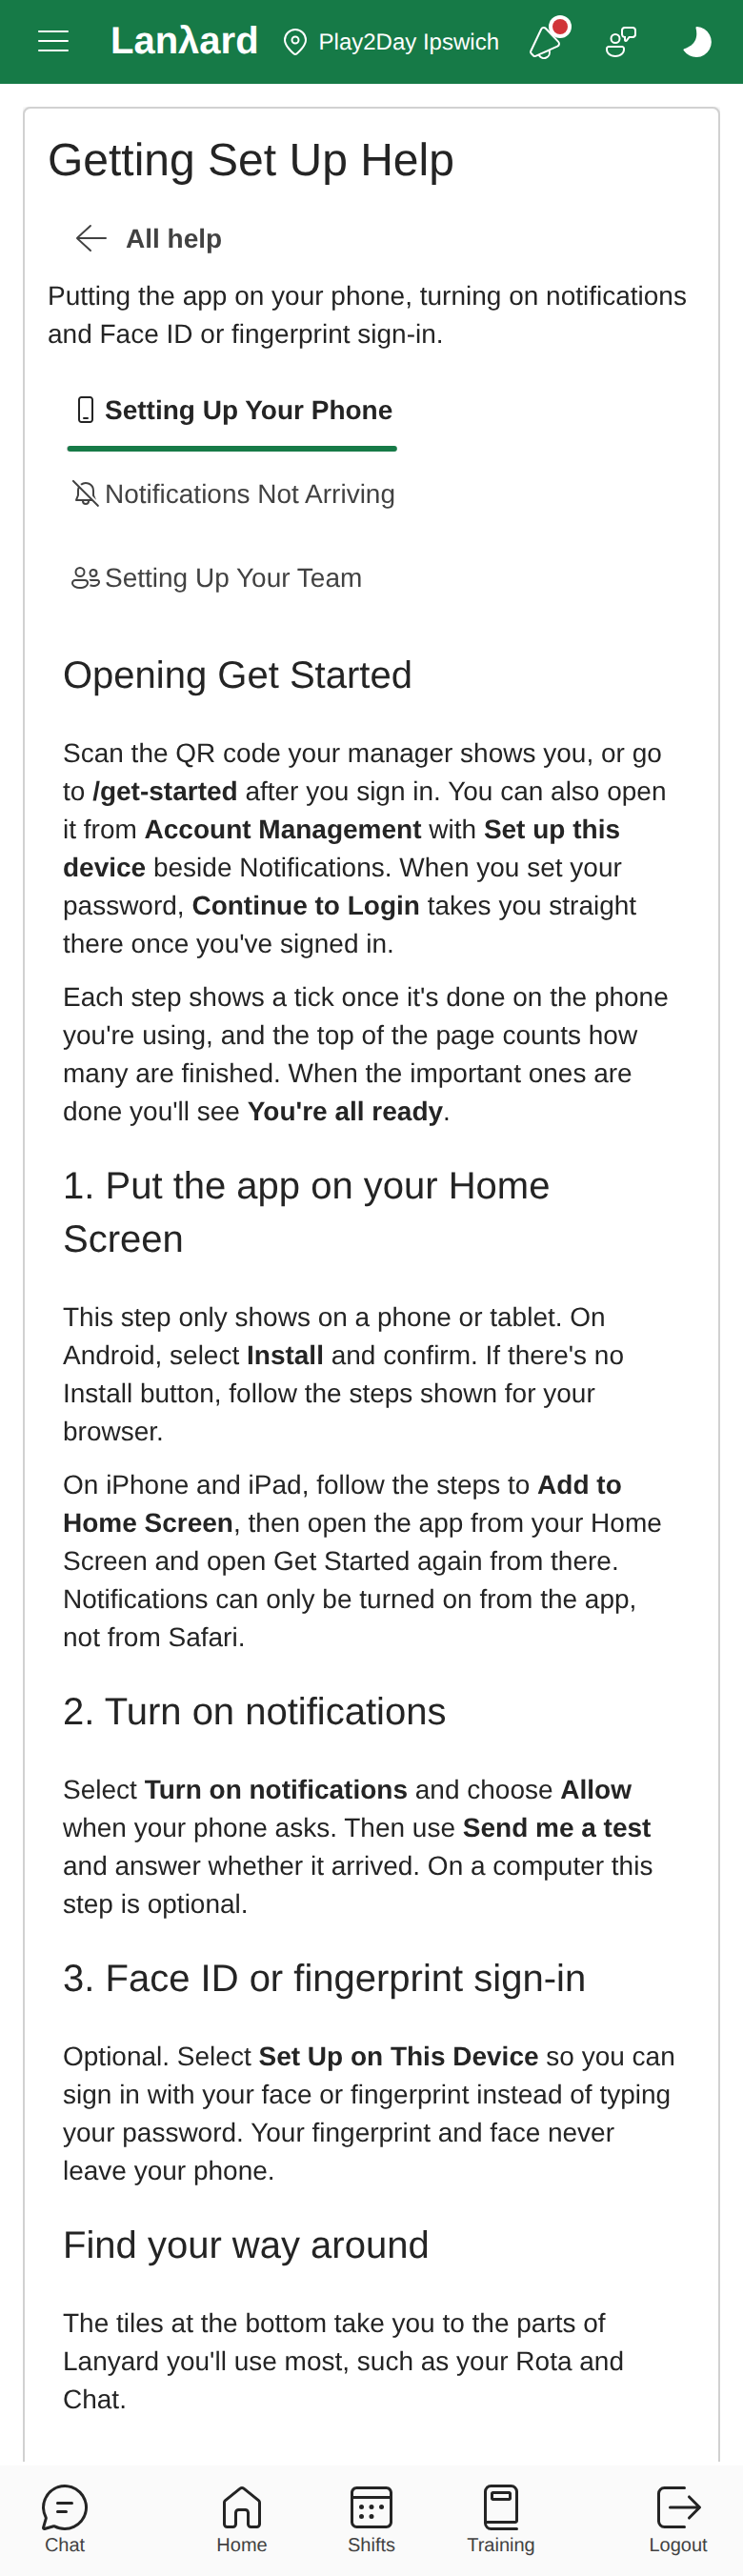 Lanλard Play2Day Ipswich
Getting Set Up Help
All help
Putting the app on your phone, turning on notifications
and Face ID or fingerprint sign-in.
Setting Up Your Phone
Notifications Not Arriving
Setting Up Your Team
Opening Get Started
Scan the QR code your manager shows you, or go
to /get-started after you sign in. You can also open
it from Account Management with Set up this
device beside Notifications. When you set your
password, Continue to Login takes you straight
there once you've signed in.
Each step shows a tick once it's done on the phone
you're using, and the top of the page counts how
many are finished. When the important ones are
done you'll see You're all ready.
1. Put the app on your Home
Screen
This step only shows on a phone or tablet. On
Android, select Install and confirm. If there's no
Install button, follow the steps shown for your
browser.
On iPhone and iPad, follow the steps to Add to
Home Screen, then open the app from your Home
Screen and open Get Started again from there.
Notifications can only be turned on from the app,
not from Safari.
2. Turn on notifications
Select Turn on notifications and choose Allow
when your phone asks. Then use Send me a test
and answer whether it arrived. On a computer this
step is optional.
3. Face ID or fingerprint sign-in
Optional. Select Set Up on This Device so you can
sign in with your face or fingerprint instead of typing
your password. Your fingerprint and face never
leave your phone.
Find your way around
The tiles at the bottom take you to the parts of
Lanyard you'll use most, such as your Rota and
Chat.
Chat Home Shifts Training Logout